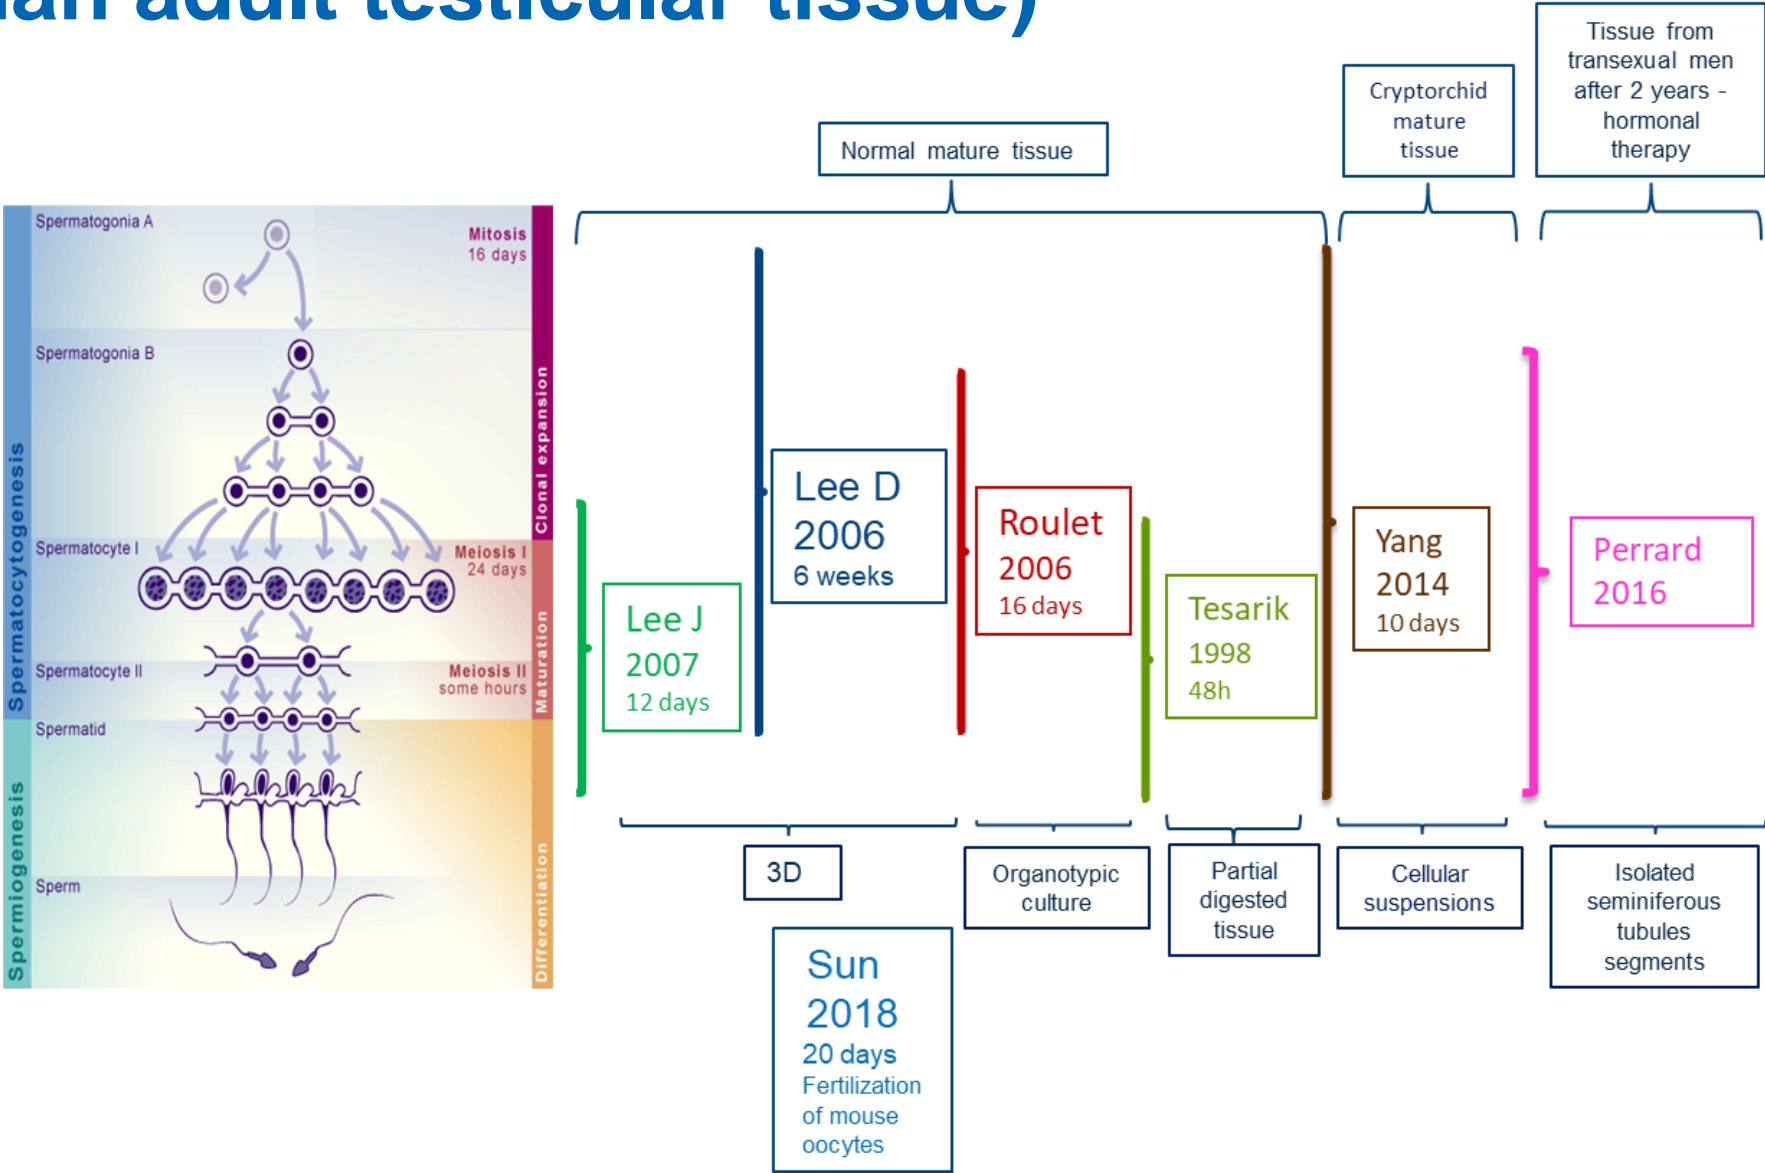 an adult testicular tissue)
Tissue from
transexual men
after 2 years -
hormonal
therapy
Cryptorchid
mature
tissue
Normal mature tissue
Spermatogonia A
Mitosis
16 days
Spermatogonia B
Spermatocyte I
Meiosis I
24 days
Spermatocyte II
Meiosis II
some hours
Spermatid
Sperm
Spermatocytogenesis
Spermiogenesis
Clonal expansion
Maturation
Differentiation
Lee J
2007
12 days
Lee D
2006
6 weeks
Roulet
2006
16 days
Tesarik
1998
48h
Yang
2014
10 days
Perrard
2016
3D
Organotypic
culture
Partial
digested
tissue
Cellular
suspensions
Isolated
seminiferous
tubules
segments
Sun
2018
20 days
Fertilization
of mouse
oocytes